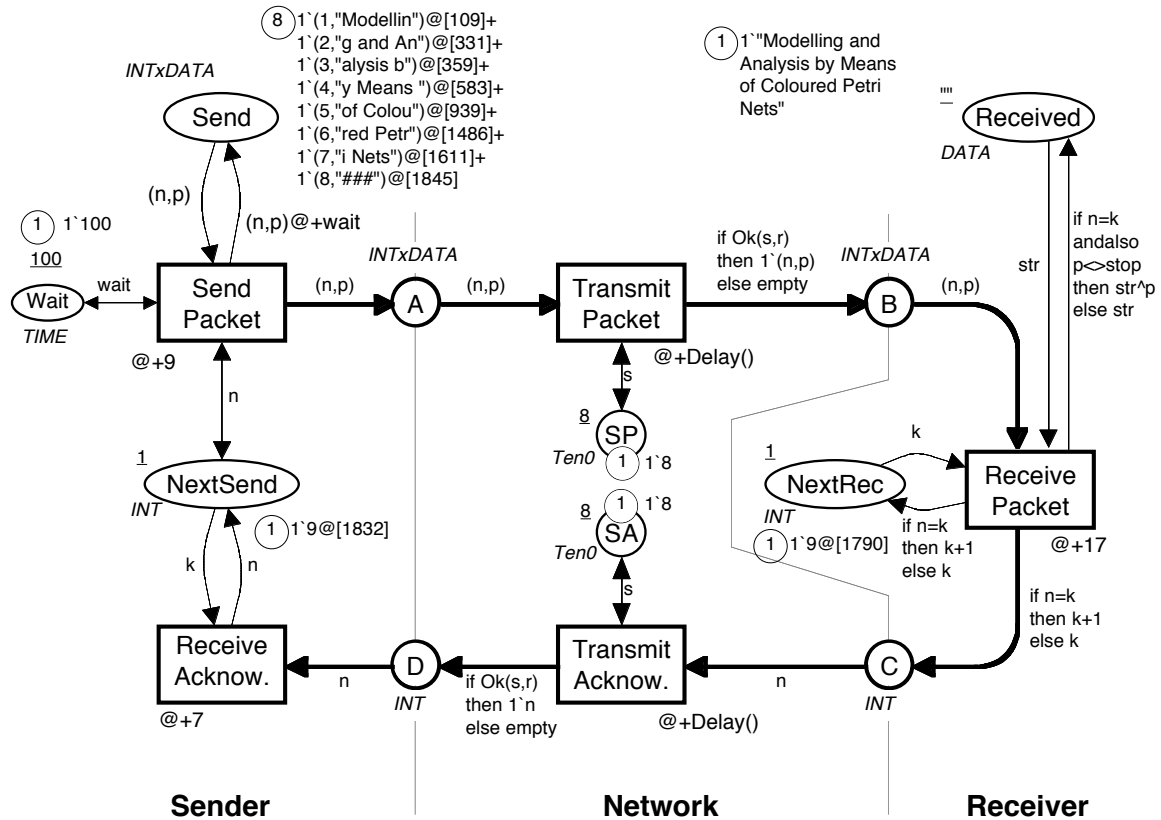 8
1`(1,"Modellin")@[109]+
1`(2,"g and An")@[331]+
1`(3,"alysis b")@[359]+
1`(4,"y Means ")@[583]+
1`(5,"of Colou")@[939]+
1`(6,"red Petr")@[1486]+
1`(7,"i Nets")@[1611]+
1`(8,"###")@[1845]
1
1`"Modelling and
Analysis by Means
of Coloured Petri
Nets"
INTxDATA
Send
""
Received
DATA
(n,p)
(n,p)@+wait
1
1`100
100
Wait
TIME
wait
Send
Packet
@+9
(n,p)
INTxDATA
A
(n,p)
Transmit
Packet
@+Delay()
if Ok(s,r)
then 1`(n,p)
else empty
INTxDATA
B
(n,p)
str
if n=k
andalso
p<>stop
then str^p
else str
n
s
8
SP
Ten0
1
1`8
1
NextSend
INT
1
1`9@[1832]
8
SA
Ten0
1
1`8
s
1
NextRec
INT
1
1`9@[1790]
k
if n=k
then k+1
else k
Receive
Packet
@+17
if n=k
then k+1
else k
k
n
Receive
Acknow.
@+7
n
D
INT
if Ok(s,r)
then 1`n
else empty
Transmit
Acknow.
@+Delay()
n
C
INT
Sender
Network
Receiver